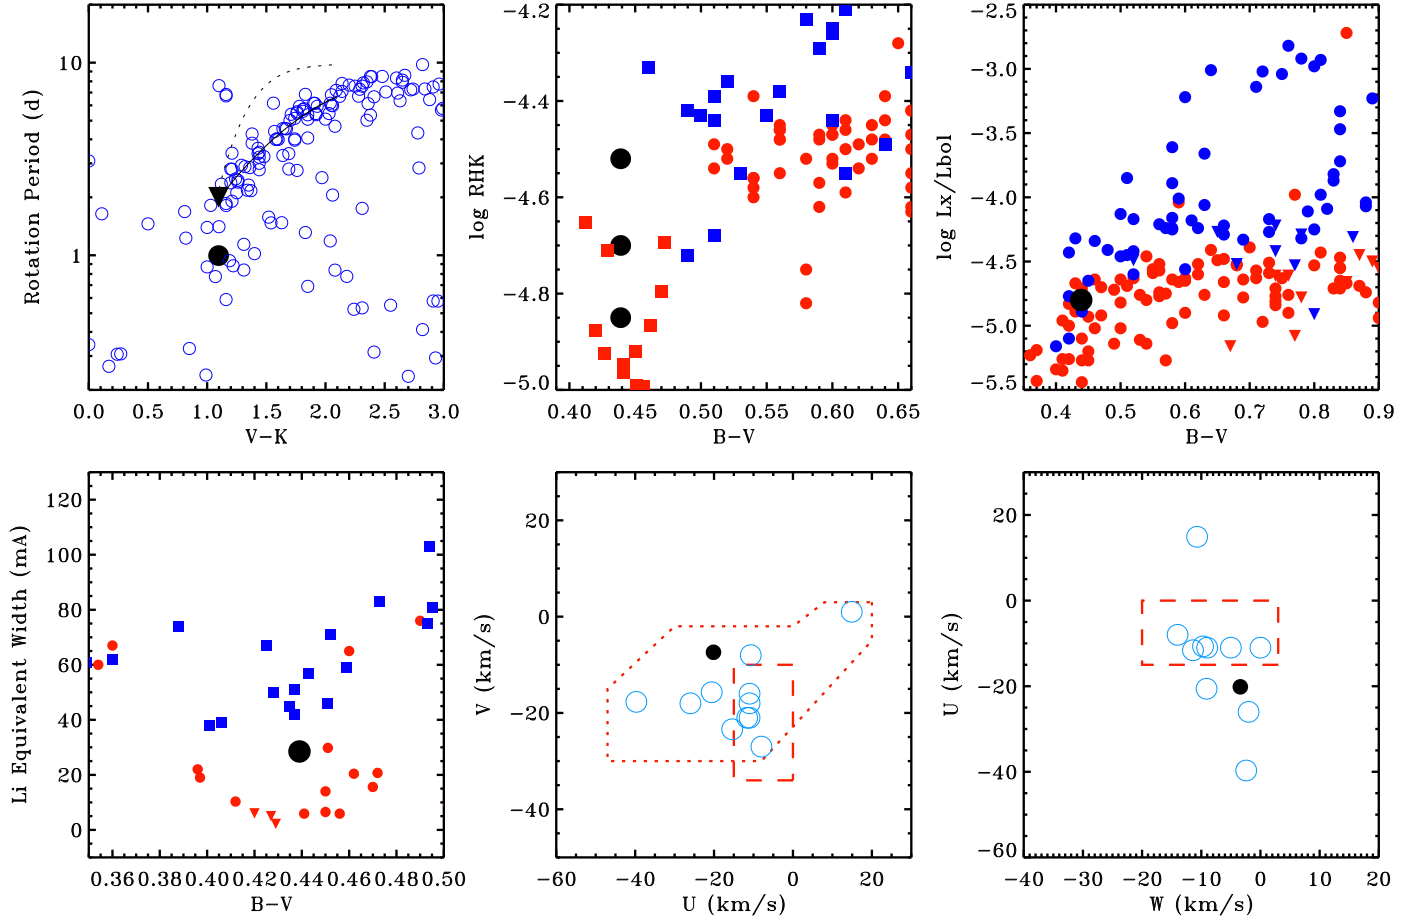 Rotation Period (d)
10
1
0.0 0.5 1.0 1.5 2.0 2.5 3.0
V-K
log RHK
-4.2
-4.4
-4.6
-4.8
-5.0
0.40 0.45 0.50 0.55 0.60 0.65
B-V
log Lx/Lbol
-2.5
-3.0
-3.5
-4.0
-4.5
-5.0
-5.5
0.4 0.5 0.6 0.7 0.8 0.9
B-V
Li Equivalent Width (mA)
120
100
80
60
40
20
0
0.36 0.38 0.40 0.42 0.44 0.46 0.48 0.50
B-V
V (km/s)
20
0
-20
-40
-60 -40 -20 0 20
U (km/s)
U (km/s)
20
0
-20
-40
-60
-40 -30 -20 -10 0 10 20
W (km/s)